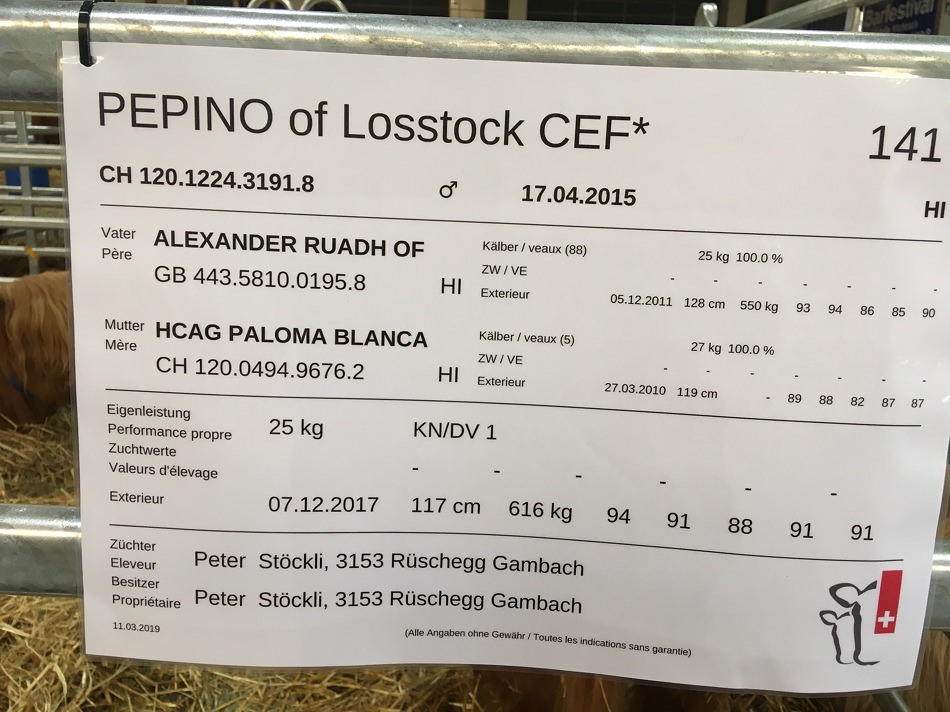 Barfestival
PEPINO of Losstock CEF* 141
CH 120.1224.3191.8 ♂ 17.04.2015 HI
Vater ALEXANDER RUADH OF Kälber / veaux (88) 25 kg 100.0 %
Père GB 443.5810.0195.8 HI ZW / VE - - - - - - -
Exterieur 05.12.2011 128 cm 550 kg 93 94 86 85 90
Mutter HCAG PALOMA BLANCA Kälber / veaux (5) 27 kg 100.0 %
Mère CH 120.0494.9676.2 HI ZW / VE - - - - - - -
Exterieur 27.03.2010 119 cm - 89 88 82 87 87
Eigenleistung
Performance propre 25 kg KN/DV 1
Zuchtwerte
Valeurs d'élevage - - - - - -
Exterieur 07.12.2017 117 cm 616 kg 94 91 88 91 91
Züchter
Eleveur Peter Stöckli, 3153 Rüschegg Gambach
Besitzer
Propriétaire Peter Stöckli, 3153 Rüschegg Gambach
11.03.2019 (Alle Angaben ohne Gewähr / Toutes les indications sans garantie)